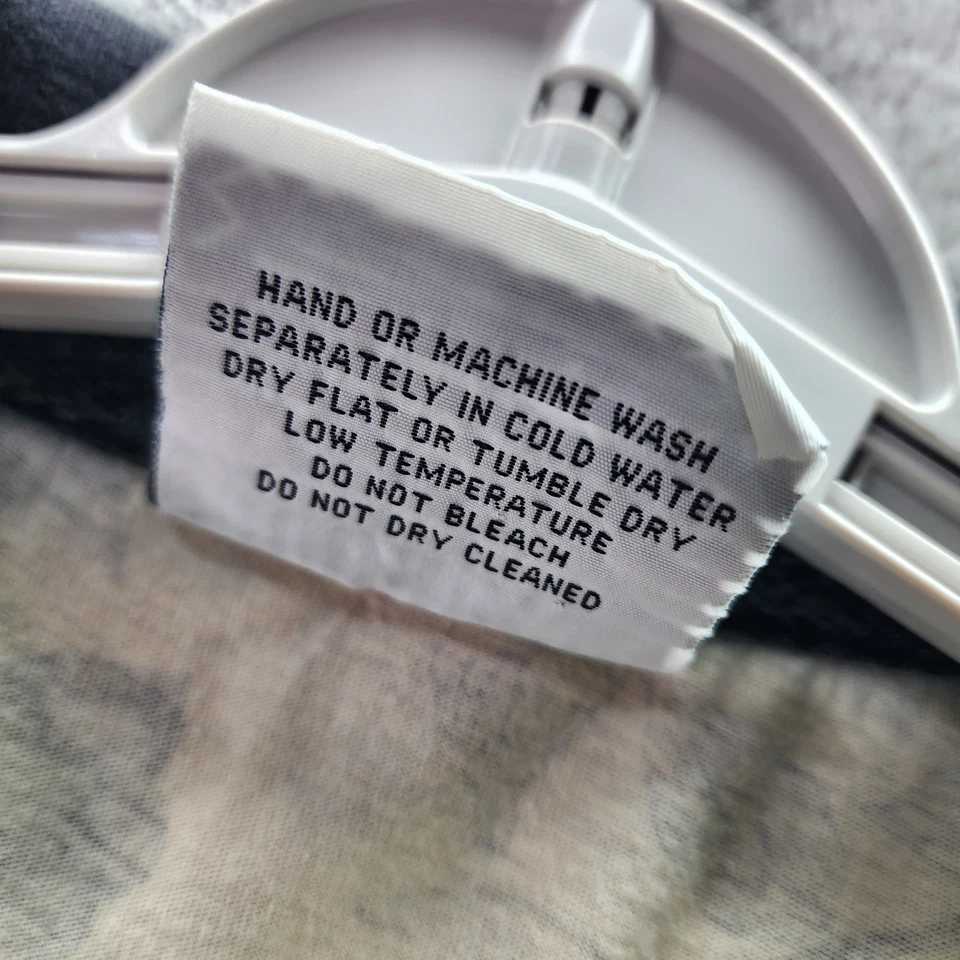 HAND OR MACHINE WASH
SEPARATELY IN COLD WATER
DRY FLAT OR TUMBLE DRY
LOW TEMPERATURE
DO NOT BLEACH
DO NOT DRY CLEANED